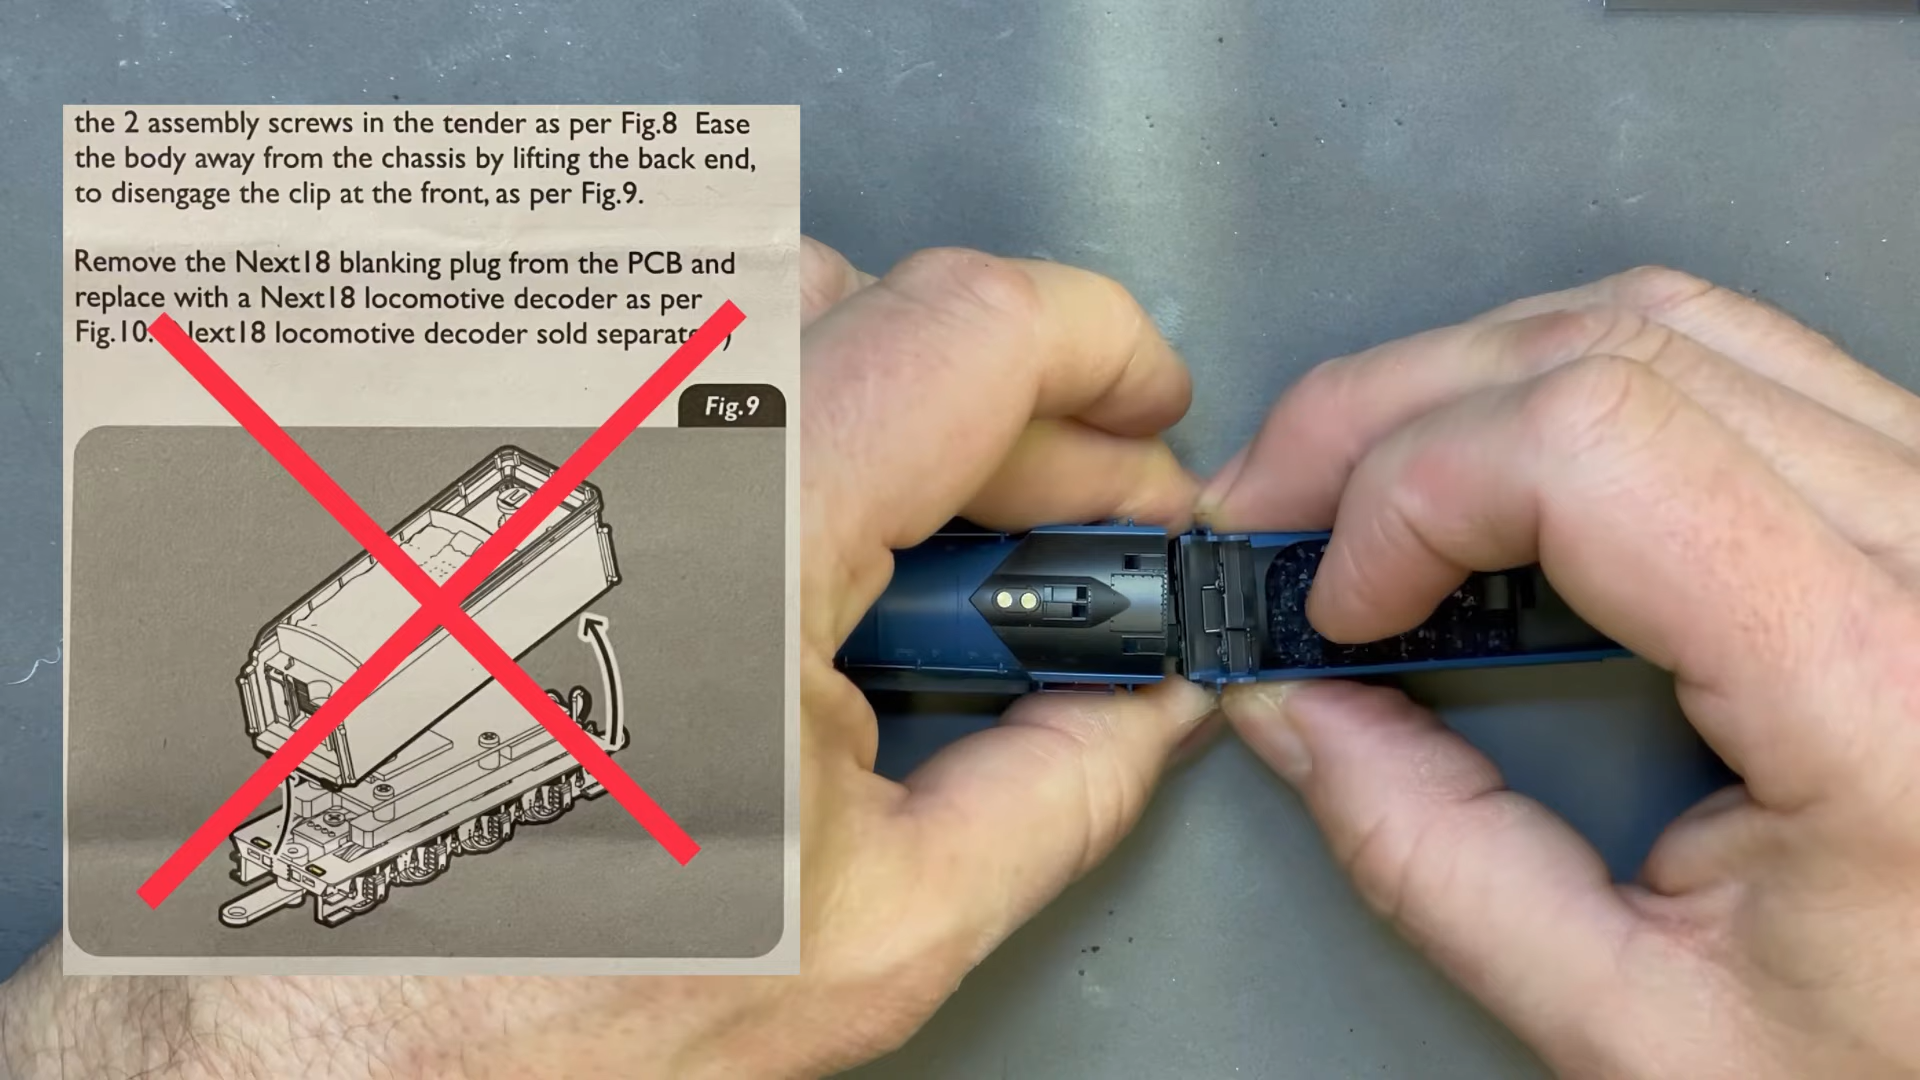 the 2 assembly screws in the tender as per Fig.8 Ease
the body away from the chassis by lifting the back end,
to disengage the clip at the front, as per Fig.9.
Remove the Next18 blanking plug from the PCB and
replace with a Next18 locomotive decoder as per
Fig.10. Next18 locomotive decoder sold
Fig.9